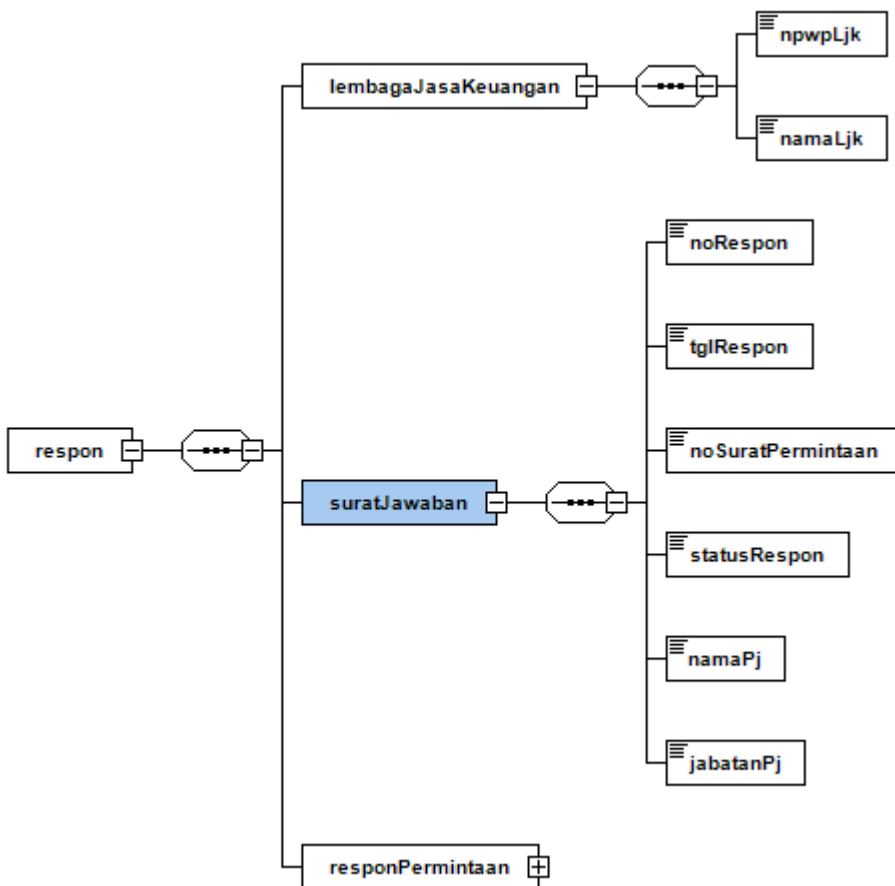 npwpLjk
lembagaJasaKeuangan
namaLjk
noRespon
tglRespon
respon
noSuratPermintaan
suratJawaban
statusRespon
namaPj
jabatanPj
responPermintaan